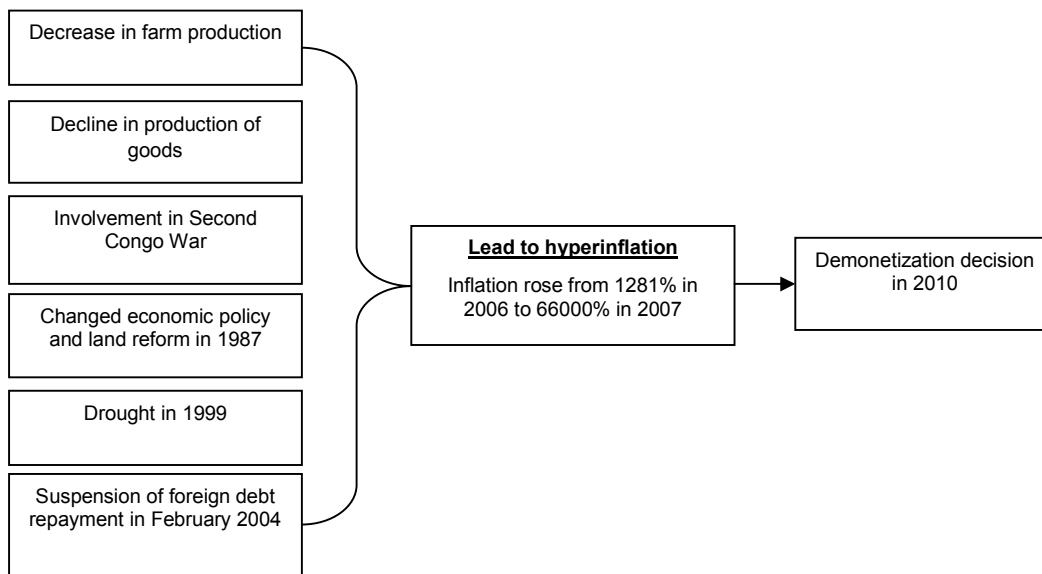 Decrease in farm production
Decline in production of
goods
Involvement in Second
Congo War
Changed economic policy
and land reform in 1987
Drought in 1999
Suspension of foreign debt
repayment in February 2004
Lead to hyperinflation
Inflation rose from 1281% in
2006 to 66000% in 2007
Demonetization decision
in 2010